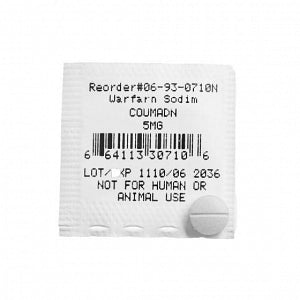 Reorder#06-93-0710N
Warfarn Sodim
COUMADN
5MG
6 64113 30710 6
LOT/ XP 1110/06 2036
NOT FOR HUMAN OR
ANIMAL USE